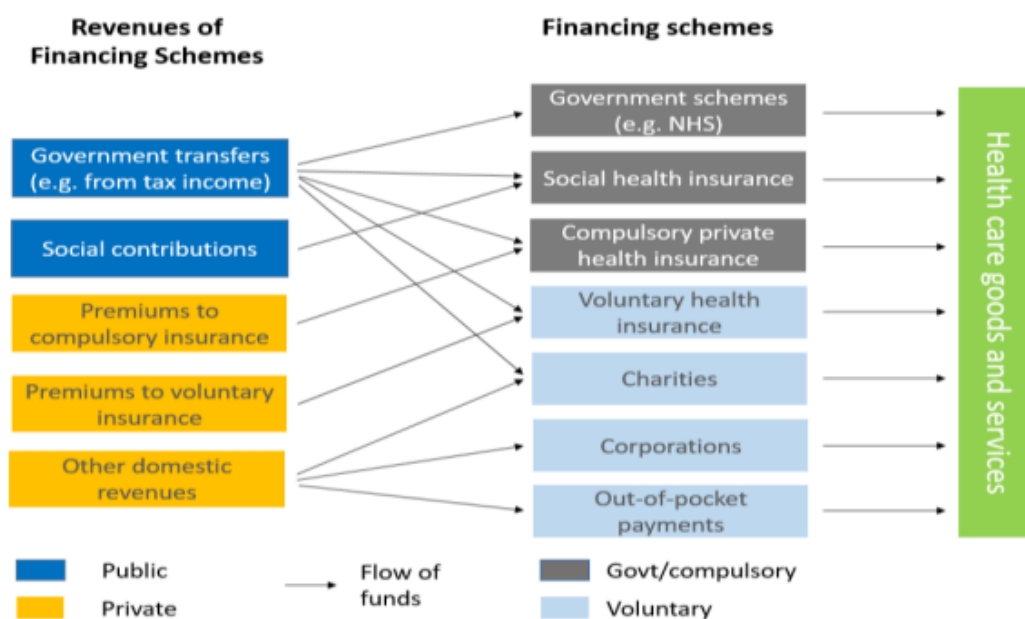 Revenues of
Financing Schemes
Financing schemes
Government transfers
(e.g. from tax income)
Social contributions
Premiums to
compulsory insurance
Premiums to voluntary
insurance
Other domestic
revenues
Government schemes
(e.g. NHS)
Social health insurance
Compulsory private
health insurance
Voluntary health
insurance
Charities
Corporations
Out-of-pocket
payments
Health care goods and services
Public
Private
Flow of
funds
Govt/compulsory
Voluntary